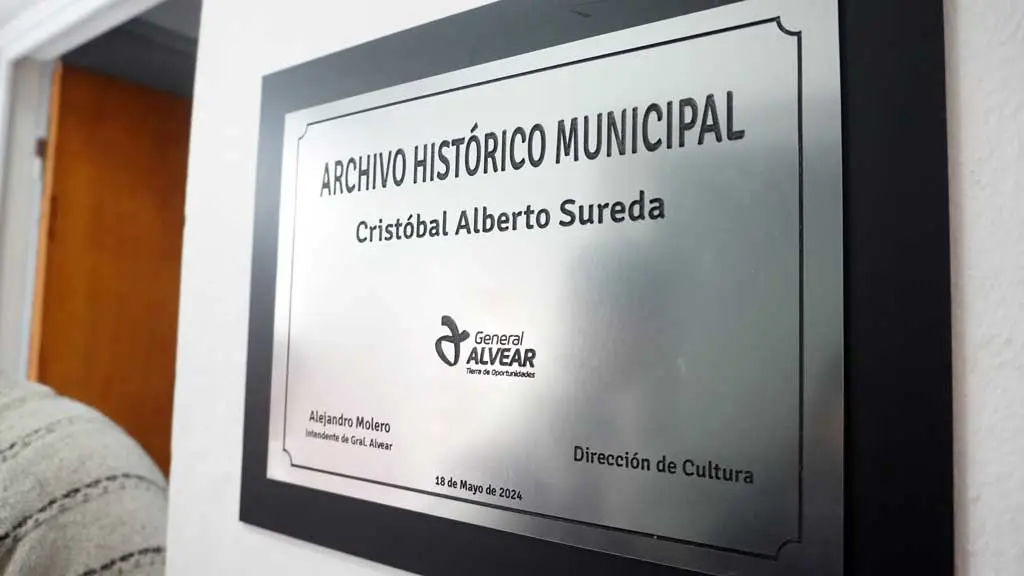 ARCHIVO HISTÓRICO MUNICIPAL
Cristóbal Alberto Sureda
General
ALVEAR
Tierra de Oportunidades
Alejandro Molero
Intendente de Gral. Alvear
Dirección de Cultura
18 de Mayo de 2024